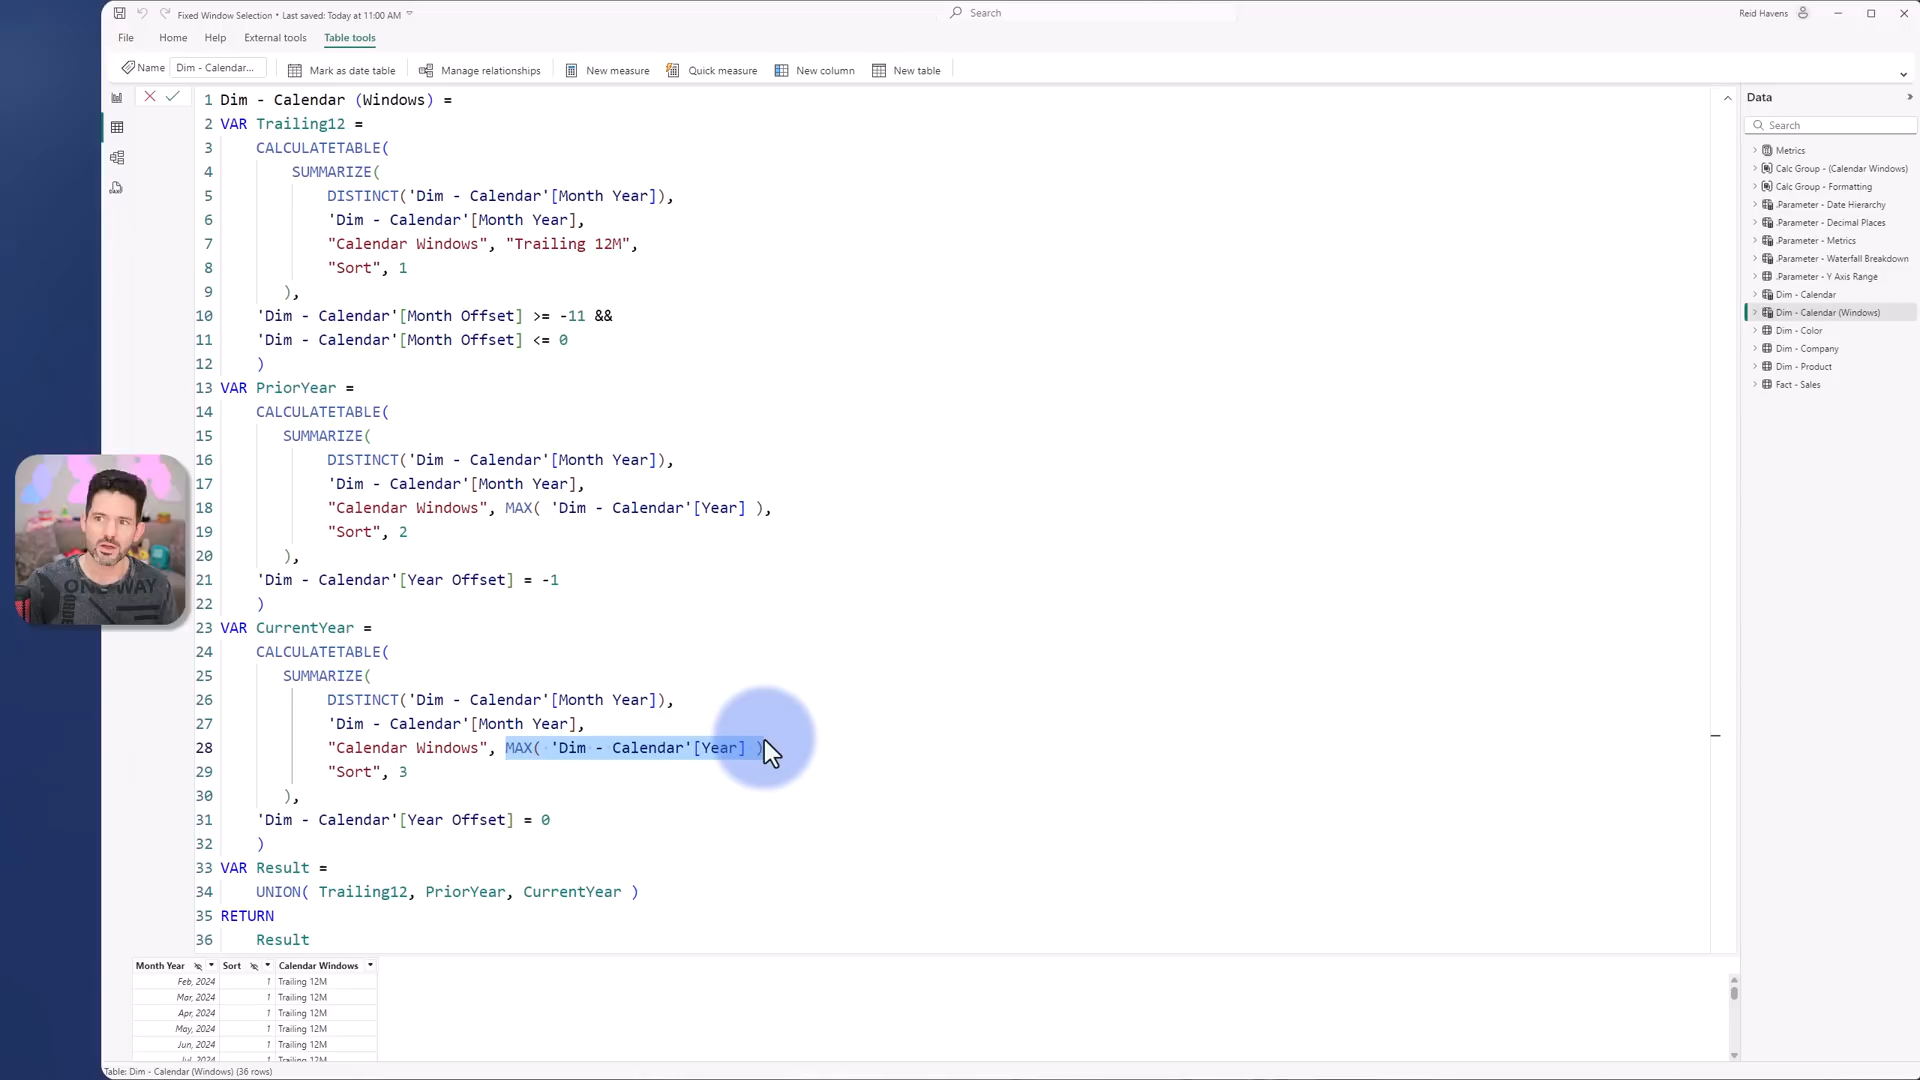 Fixed Window Selection • Last saved: Today at 11:00 AM
Search
Reid Havens
File Home Help External tools Table tools
Name Dim - Calendar... Mark as date table Manage relationships New measure Quick measure New column New table
1 Dim - Calendar (Windows) =
2 VAR Trailing12 =
3 CALCULATETABLE(
4 SUMMARIZE(
5 DISTINCT('Dim - Calendar'[Month Year]),
6 'Dim - Calendar'[Month Year],
7 "Calendar Windows", "Trailing 12M",
8 "Sort", 1
9 ),
10 'Dim - Calendar'[Month Offset] >= -11 &&
11 'Dim - Calendar'[Month Offset] <= 0
12 )
13 VAR PriorYear =
14 CALCULATETABLE(
15 SUMMARIZE(
16 DISTINCT('Dim - Calendar'[Month Year]),
17 'Dim - Calendar'[Month Year],
18 "Calendar Windows", MAX( 'Dim - Calendar'[Year] ),
19 "Sort", 2
20 ),
21 'Dim - Calendar'[Year Offset] = -1
22 )
23 VAR CurrentYear =
24 CALCULATETABLE(
25 SUMMARIZE(
26 DISTINCT('Dim - Calendar'[Month Year]),
27 'Dim - Calendar'[Month Year],
28 "Calendar Windows", MAX( 'Dim - Calendar'[Year] )
29 "Sort", 3
30 ),
31 'Dim - Calendar'[Year Offset] = 0
32 )
33 VAR Result =
34 UNION( Trailing12, PriorYear, CurrentYear )
35 RETURN
36 Result
Data
Search
Metrics
Calc Group - (Calendar Windows)
Calc Group - Formatting
.Parameter - Date Hierarchy
.Parameter - Decimal Places
.Parameter - Metrics
.Parameter - Waterfall Breakdown
.Parameter - Y Axis Range
Dim - Calendar
Dim - Calendar (Windows)
Dim - Color
Dim - Company
Dim - Product
Fact - Sales
ONE WAY
Month Year Sort Calendar Windows
Feb, 2024 1 Trailing 12M
Mar, 2024 1 Trailing 12M
Apr, 2024 1 Trailing 12M
May, 2024 1 Trailing 12M
Jun, 2024 1 Trailing 12M
Jul, 2024 1 Trailing 12M
Table: Dim - Calendar (Windows) (36 rows)